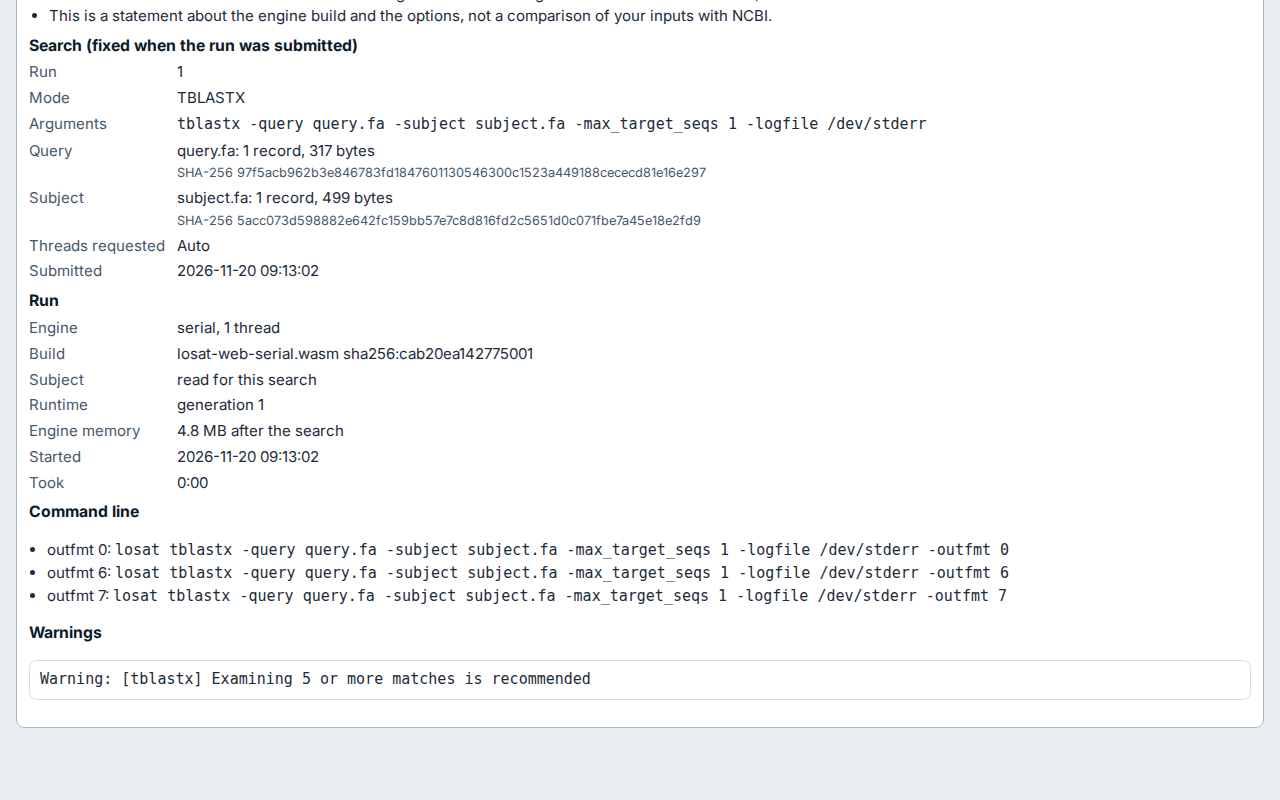 This is a statement about the engine build and the options, not a comparison of your inputs with NCBI.
Search (fixed when the run was submitted)
Run 1
Mode TBLASTX
Arguments tblastx -query query.fa -subject subject.fa -max_target_seqs 1 -logfile /dev/stderr
Query query.fa: 1 record, 317 bytes
SHA-256 97f5acb962b3e846783fd1847601130546300c1523a449188cececd81e16e297
Subject subject.fa: 1 record, 499 bytes
SHA-256 5acc073d598882e642fc159bb57e7c8d816fd2c5651d0c071fbe7a45e18e2fd9
Threads requested Auto
Submitted 2026-11-20 09:13:02
Run
Engine serial, 1 thread
Build losat-web-serial.wasm sha256:cab20ea142775001
Subject read for this search
Runtime generation 1
Engine memory 4.8 MB after the search
Started 2026-11-20 09:13:02
Took 0:00
Command line
outfmt 0: losat tblastx -query query.fa -subject subject.fa -max_target_seqs 1 -logfile /dev/stderr -outfmt 0
outfmt 6: losat tblastx -query query.fa -subject subject.fa -max_target_seqs 1 -logfile /dev/stderr -outfmt 6
outfmt 7: losat tblastx -query query.fa -subject subject.fa -max_target_seqs 1 -logfile /dev/stderr -outfmt 7
Warnings
Warning: [tblastx] Examining 5 or more matches is recommended